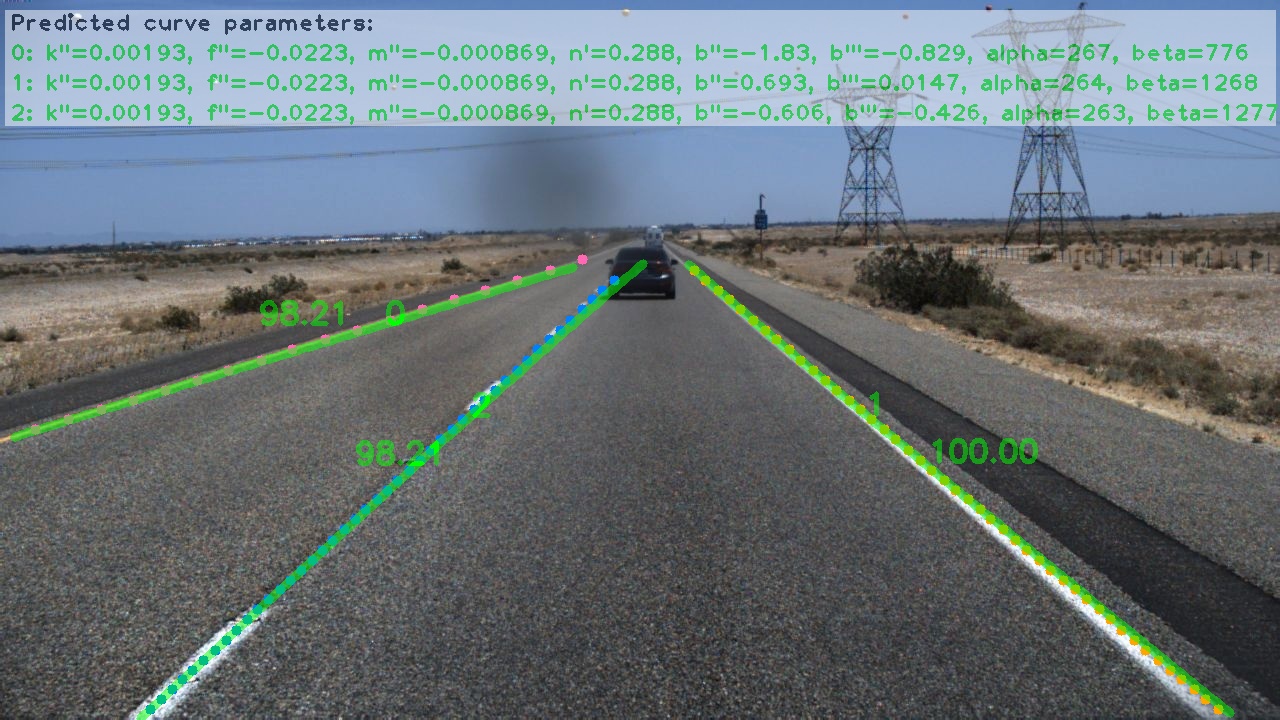 Predicted curve parameters:
0: k''=0.00193, f''=-0.0223, m''=-0.000869, n'=0.288, b''=-1.83, b'''=-0.829, alpha=267, beta=776
1: k''=0.00193, f''=-0.0223, m''=-0.000869, n'=0.288, b''=0.693, b'''=0.0147, alpha=264, beta=1268
2: k''=0.00193, f''=-0.0223, m''=-0.000869, n'=0.288, b''=-0.606, b'''=-0.426, alpha=263, beta=1277
98.21 0
2 1
98.21 100.00